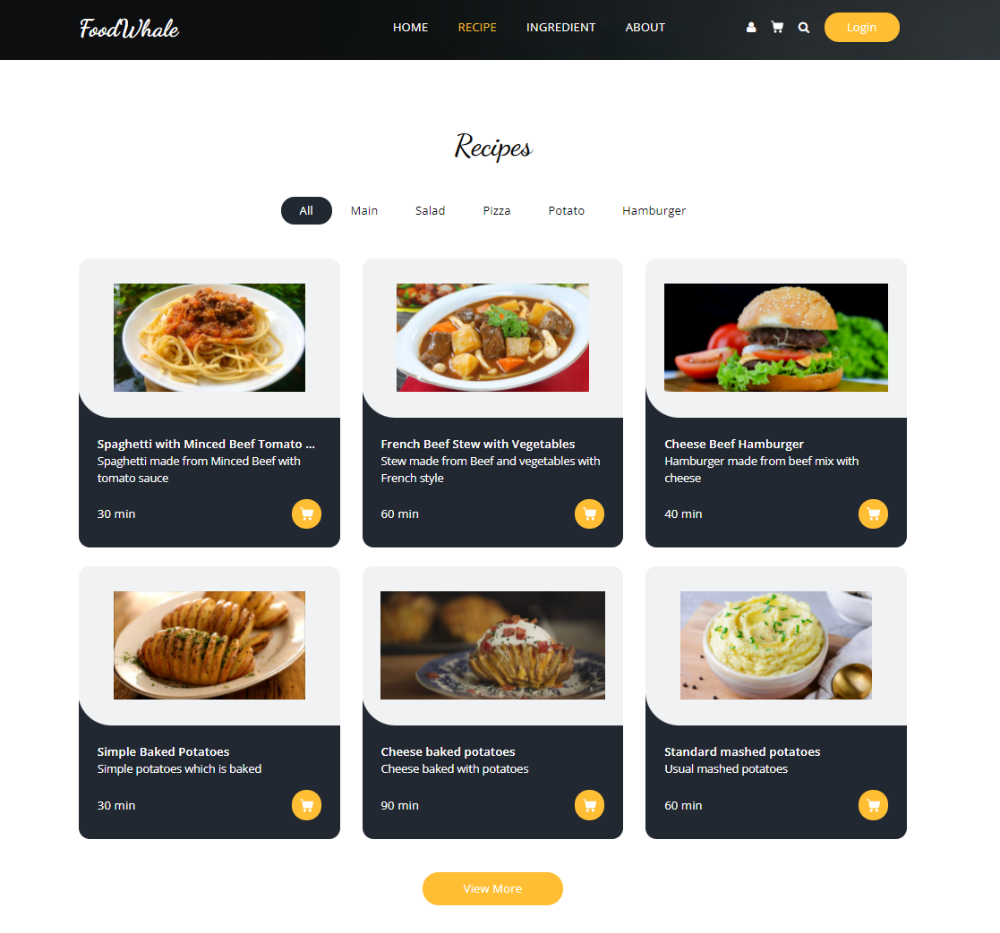 FoodWhale
HOME RECIPE INGREDIENT ABOUT Login
Recipes
All Main Salad Pizza Potato Hamburger
Spaghetti with Minced Beef Tomato ...
Spaghetti made from Minced Beef with
tomato sauce
30 min
French Beef Stew with Vegetables
Stew made from Beef and vegetables with
French style
60 min
Cheese Beef Hamburger
Hamburger made from beef mix with
cheese
40 min
Simple Baked Potatoes
Simple potatoes which is baked
30 min
Cheese baked potatoes
Cheese baked with potatoes
90 min
Standard mashed potatoes
Usual mashed potatoes
60 min
View More